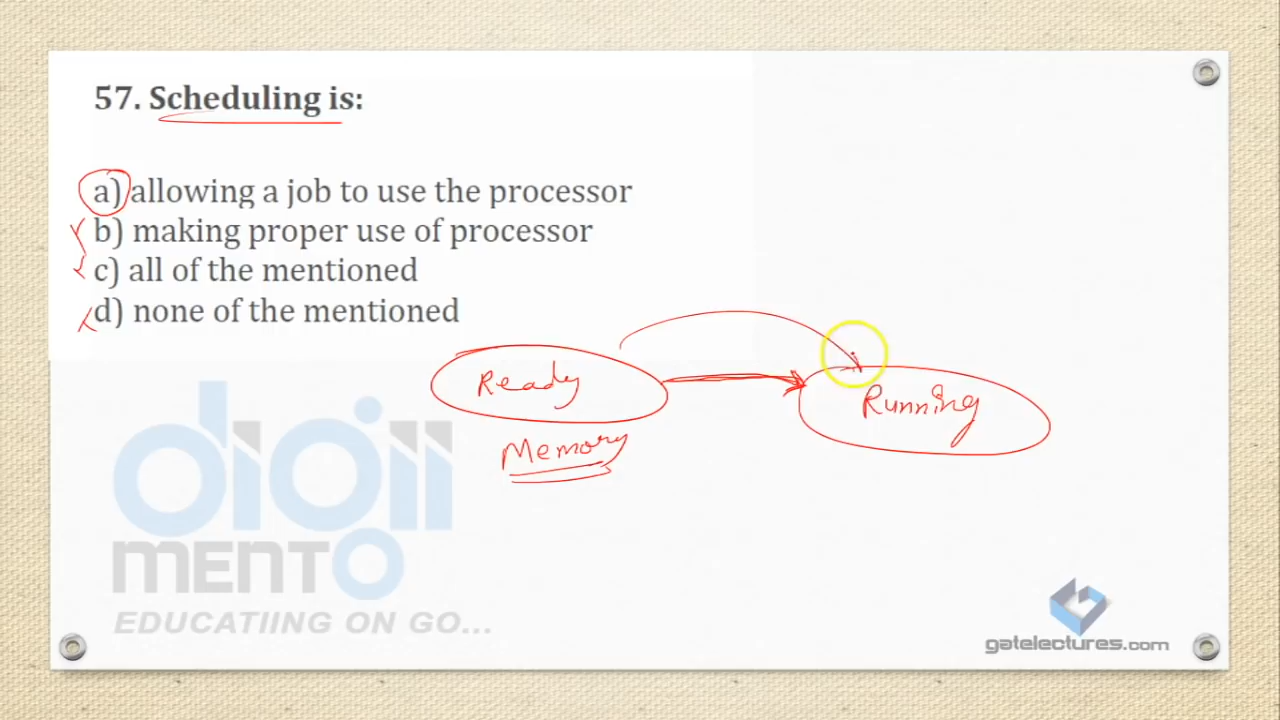 57. Scheduling is:
a) allowing a job to use the processor
b) making proper use of processor
c) all of the mentioned
d) none of the mentioned
Ready
Running
Memory
digii
MENTO
EDUCATIING ON GO...
gatelectures.com